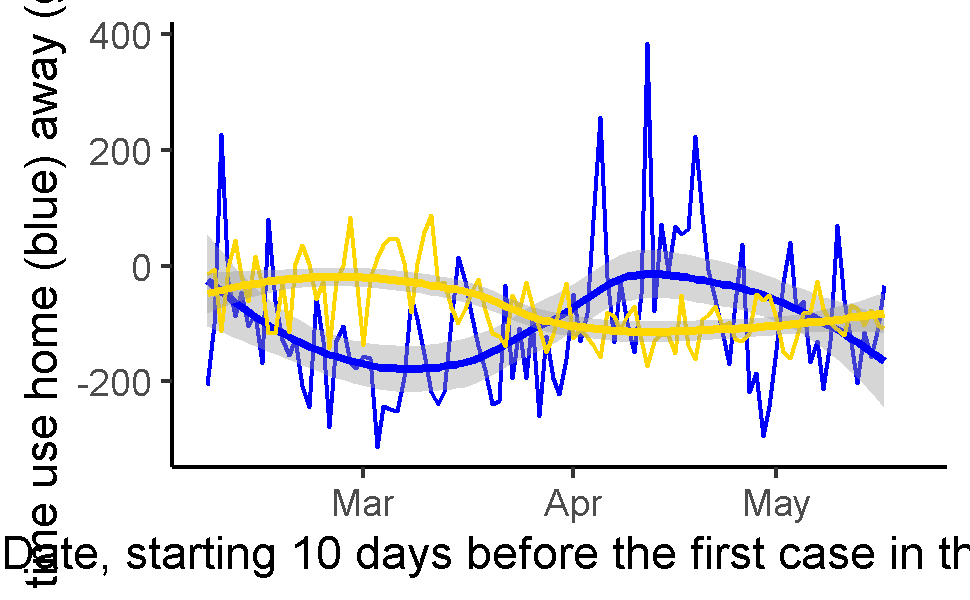 time use home (blue) away (
400
200
0
-200
Mar Apr May
Date, starting 10 days before the first case in th